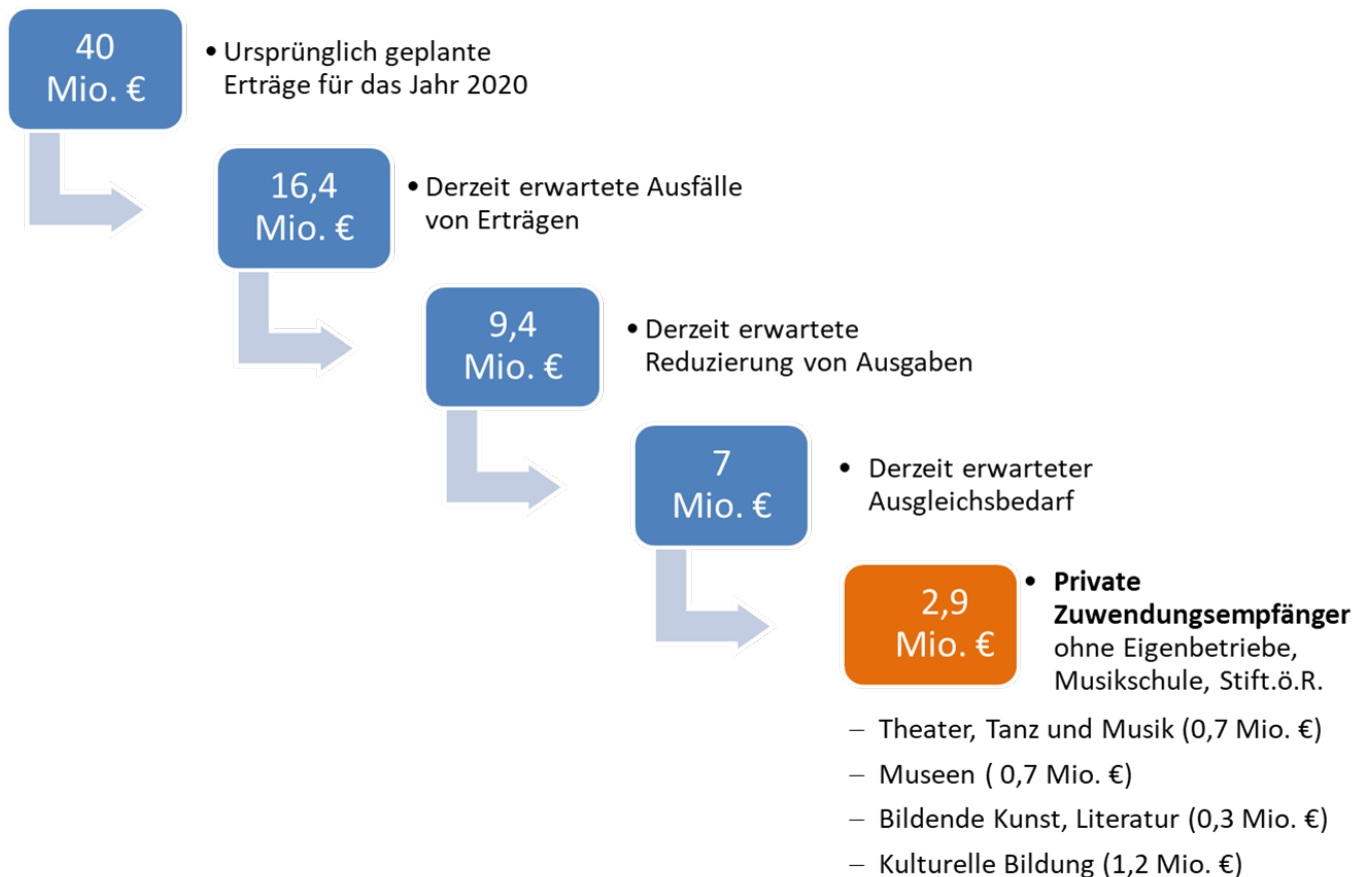 40
Mio. €
• Ursprünglich geplante
Erträge für das Jahr 2020
16,4
Mio. €
• Derzeit erwartete Ausfälle
von Erträgen
9,4
Mio. €
• Derzeit erwartete
Reduzierung von Ausgaben
7
Mio. €
• Derzeit erwarteter
Ausgleichsbedarf
2,9
Mio. €
• Private
Zuwendungsempfänger
ohne Eigenbetriebe,
Musikschule, Stift.ö.R.
– Theater, Tanz und Musik (0,7 Mio. €)
– Museen ( 0,7 Mio. €)
– Bildende Kunst, Literatur (0,3 Mio. €)
– Kulturelle Bildung (1,2 Mio. €)